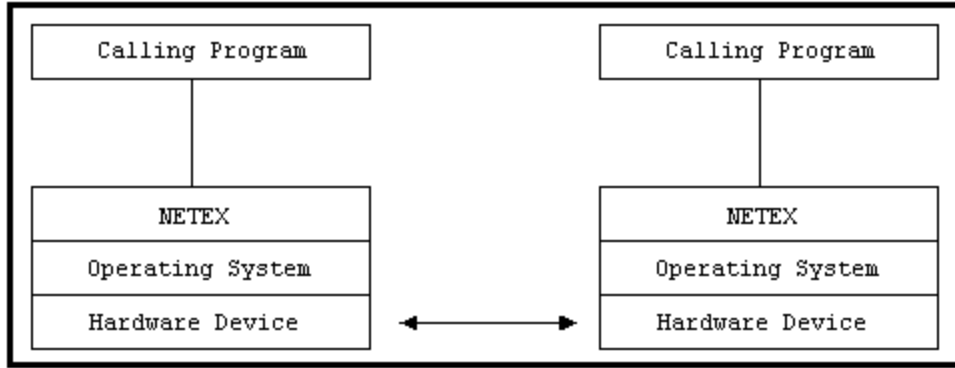 Calling Program
Calling Program
NETEX
NETEX
Operating System
Operating System
Hardware Device
Hardware Device